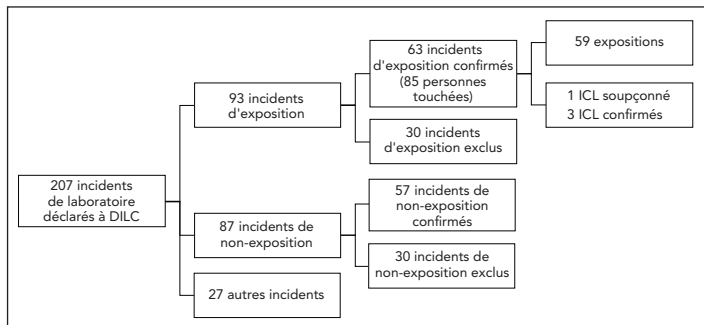 207 incidents
de laboratoire
déclarés à DILC
93 incidents
d'exposition
63 incidents
d'exposition confirmés
(85 personnes
touchées)
59 expositions
1 ICL soupçonné
3 ICL confirmés
30 incidents
d'exposition exclus
87 incidents de
non-exposition
57 incidents de
non-exposition
confirmés
30 incidents de
non-exposition exclus
27 autres incidents